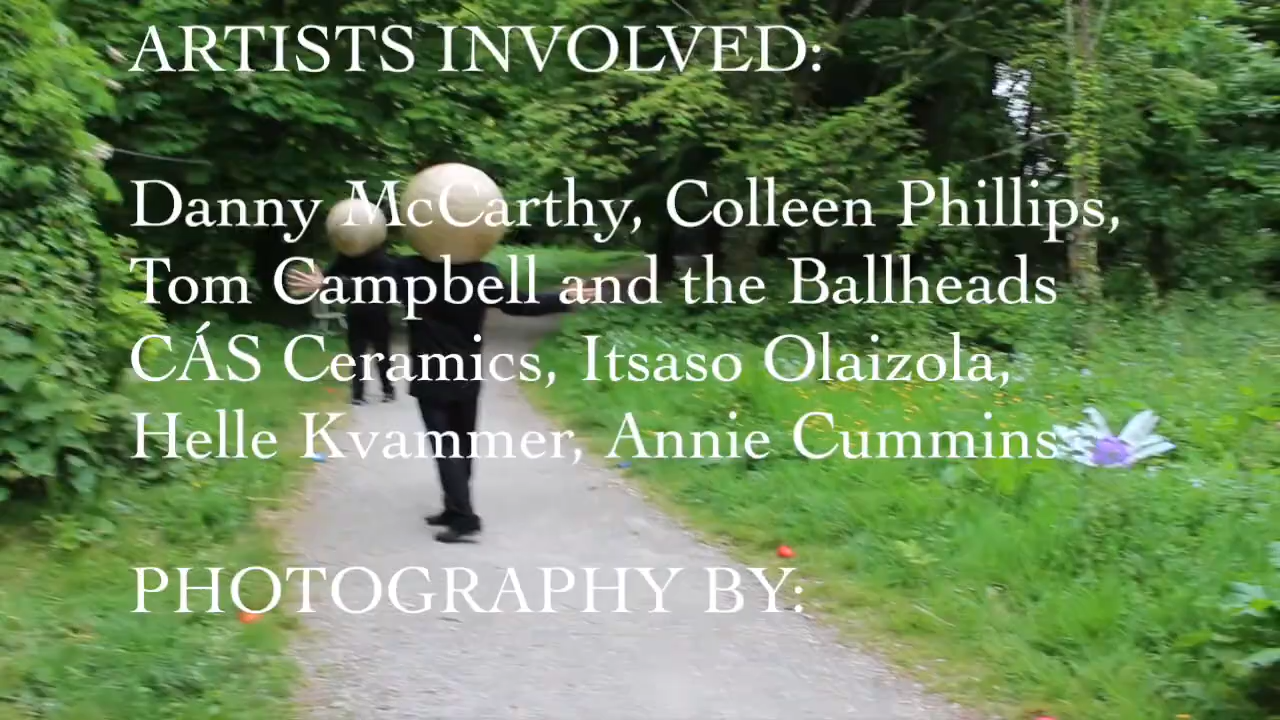 ARTISTS INVOLVED:
Danny McCarthy, Colleen Phillips,
Tom Campbell and the Ballheads
CÁS Ceramics, Itsaso Olaizola,
Helle Kvammer, Annie Cummins
PHOTOGRAPHY BY: